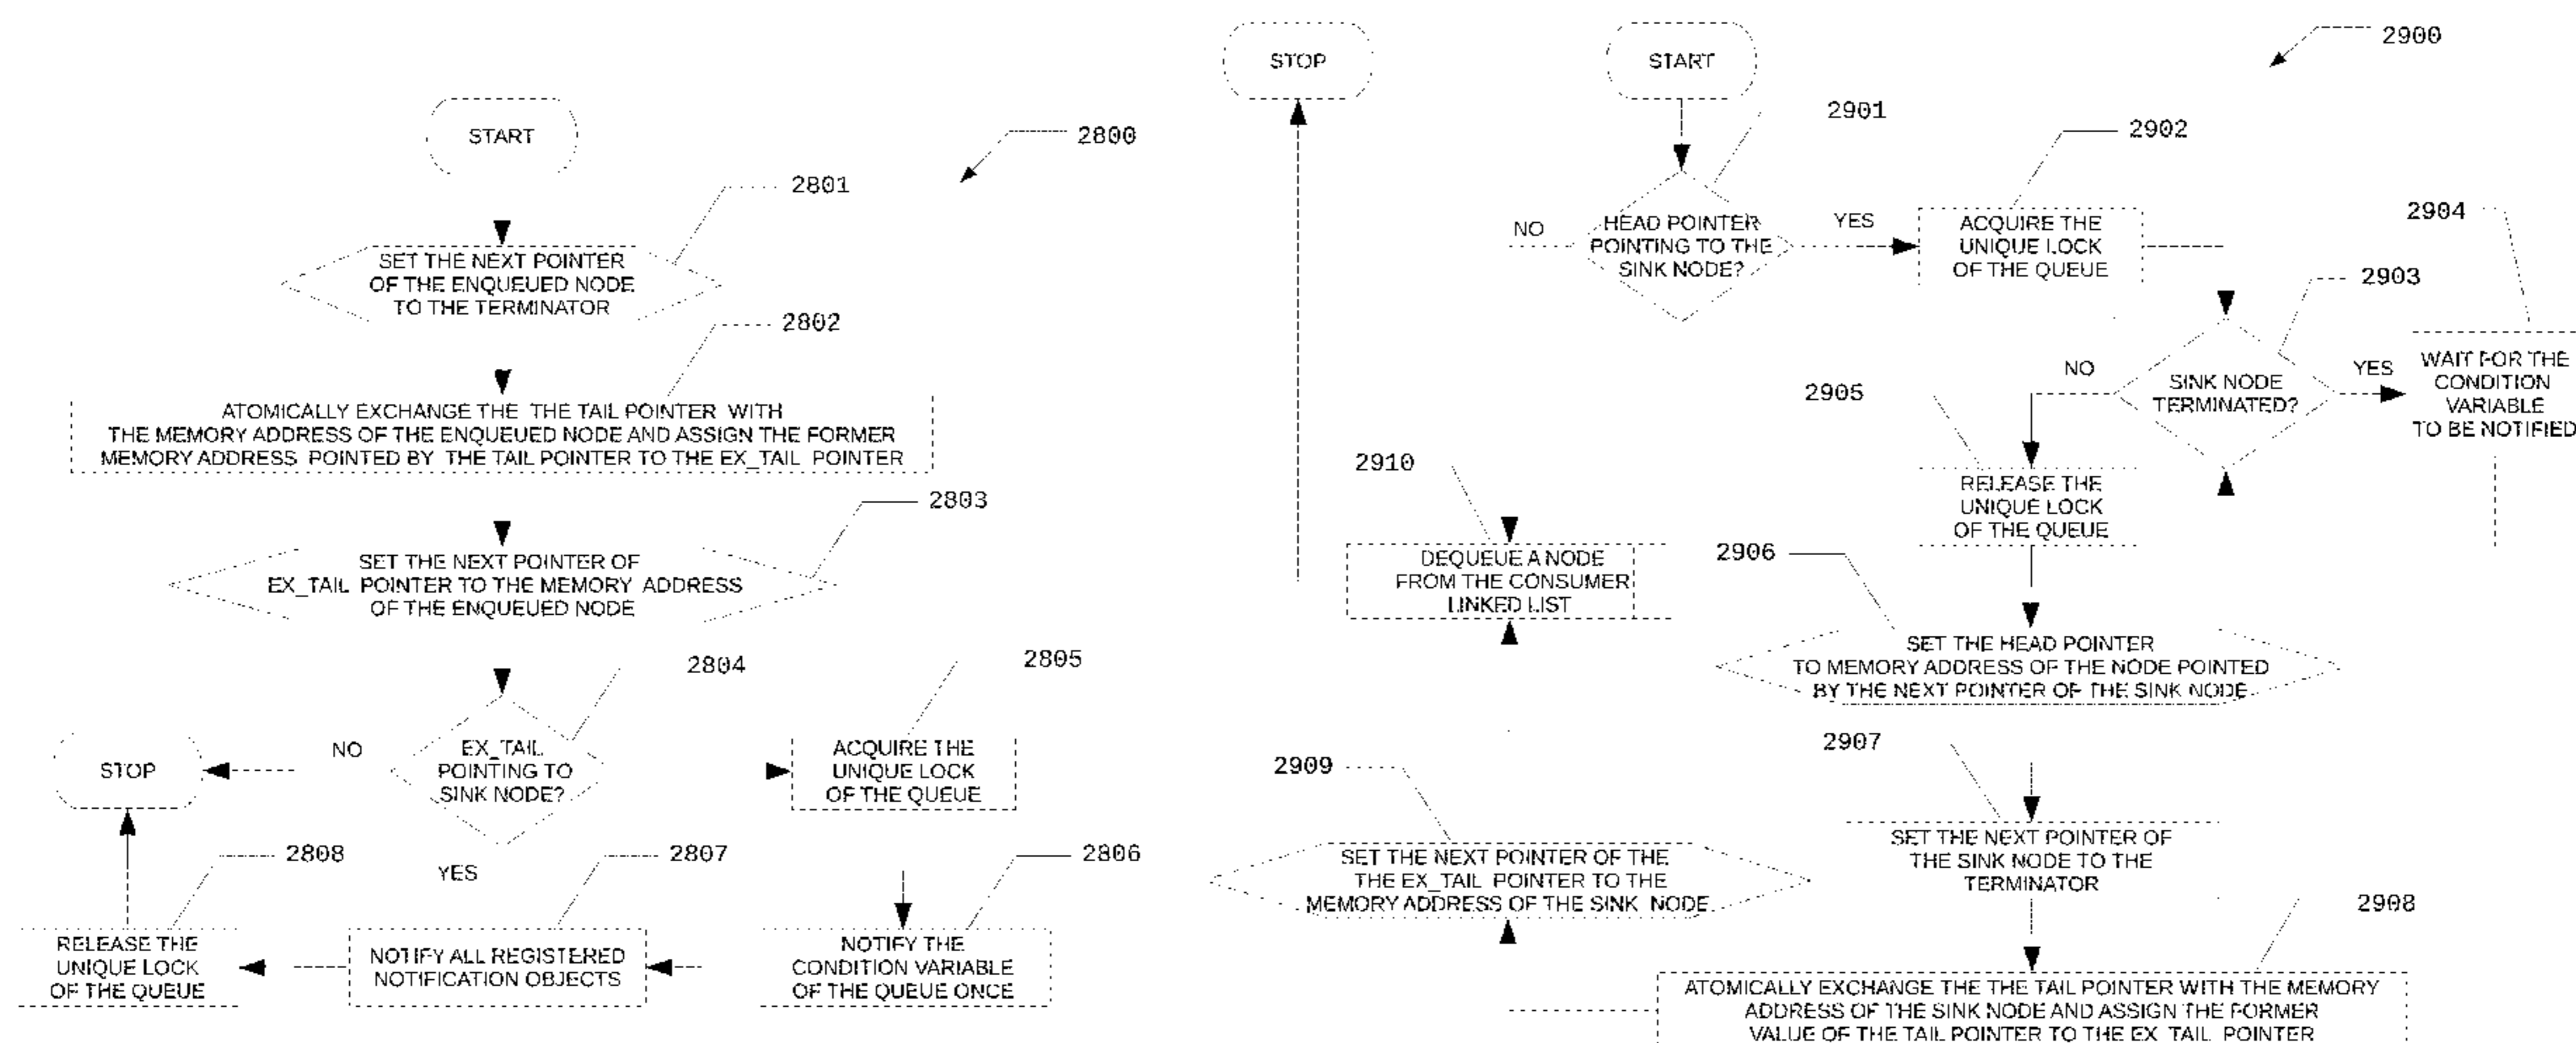 START
2800
2801
SET THE NEXT POINTER
OF THE ENQUEUED NODE
TO THE TERMINATOR
2802
ATOMICALLY EXCHANGE THE THE TAIL POINTER WITH
THE MEMORY ADDRESS OF THE ENQUEUED NODE AND ASSIGN THE FORMER
MEMORY ADDRESS POINTED BY THE TAIL POINTER TO THE EX_TAIL POINTER
2803
SET THE NEXT POINTER OF
EX_TAIL POINTER TO THE MEMORY ADDRESS
OF THE ENQUEUED NODE
2804
2805
STOP
NO
EX_TAIL
POINTING TO
SINK NODE?
ACQUIRE THE
UNIQUE LOCK
OF THE QUEUE
YES
2808
2807
2806
RELEASE THE
UNIQUE LOCK
OF THE QUEUE
NOTIFY ALL REGISTERED
NOTIFICATION OBJECTS
NOTIFY THE
CONDITION VARIABLE
OF THE QUEUE ONCE
STOP
START
2900
2901
2902
NO
HEAD POINTER
POINTING TO THE
SINK NODE?
YES
ACQUIRE THE
UNIQUE LOCK
OF THE QUEUE
2904
2903
NO
SINK NODE
TERMINATED?
YES
WAIT FOR THE
CONDITION
VARIABLE
TO BE NOTIFIED
2905
RELEASE THE
UNIQUE LOCK
OF THE QUEUE
2910
DEQUEUE A NODE
FROM THE CONSUMER
LINKED LIST
2906
SET THE HEAD POINTER
TO MEMORY ADDRESS OF THE NODE POINTED
BY THE NEXT POINTER OF THE SINK NODE
2907
SET THE NEXT POINTER OF
THE SINK NODE TO THE
TERMINATOR
2909
SET THE NEXT POINTER OF THE
THE EX_TAIL POINTER TO THE
MEMORY ADDRESS OF THE SINK NODE
2908
ATOMICALLY EXCHANGE THE THE TAIL POINTER WITH THE MEMORY
ADDRESS OF THE SINK NODE AND ASSIGN THE FORMER
VALUE OF THE TAIL POINTER TO THE EX_TAIL POINTER